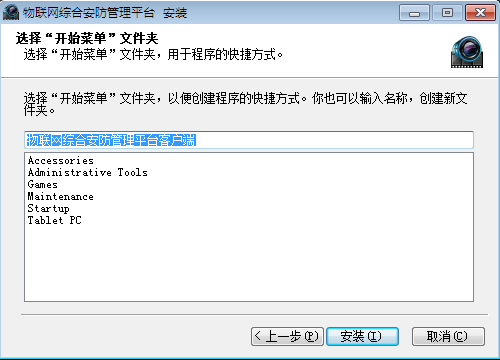 物联网综合安防管理平台 安装
选择“开始菜单”文件夹
选择“开始菜单”文件夹，用于程序的快捷方式。
选择“开始菜单”文件夹，以便创建程序的快捷方式。你也可以输入名称，创建新文
件夹。
物联网综合安防管理平台客户端
Accessories
Administrative Tools
Games
Maintenance
Startup
Tablet PC
< 上一步(P) 安装(I) 取消(C)